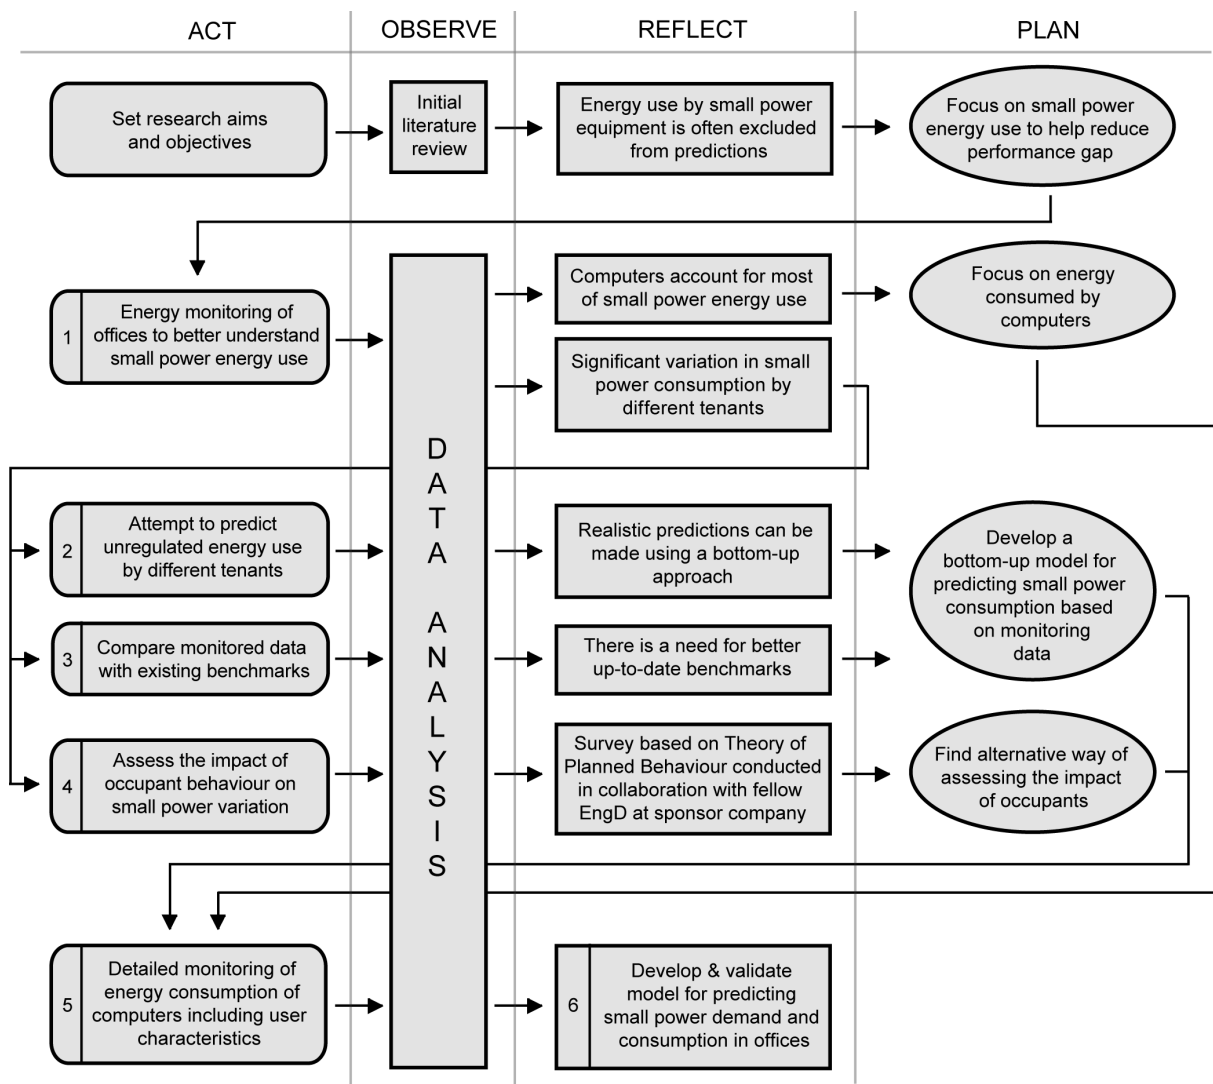 ACT
OBSERVE
REFLECT
PLAN
Set research aims
and objectives
Initial
literature
review
Energy use by small power
equipment is often excluded
from predictions
Focus on small power
energy use to help reduce
performance gap
1
Energy monitoring of
offices to better understand
small power energy use
DATA ANALYSIS
Computers account for most
of small power energy use
Focus on energy
consumed by
computers
Significant variation in small
power consumption by
different tenants
2
Attempt to predict
unregulated energy use
by different tenants
Realistic predictions can be
made using a bottom-up
approach
Develop a
bottom-up model for
predicting small power
consumption based
on monitoring
data
3
Compare monitored data
with existing benchmarks
There is a need for better
up-to-date benchmarks
4
Assess the impact of
occupant behaviour on
small power variation
Survey based on Theory of
Planned Behaviour conducted
in collaboration with fellow
EngD at sponsor company
Find alternative way of
assessing the impact
of occupants
5
Detailed monitoring of
energy consumption of
computers including user
characteristics
6
Develop & validate
model for predicting
small power demand and
consumption in offices